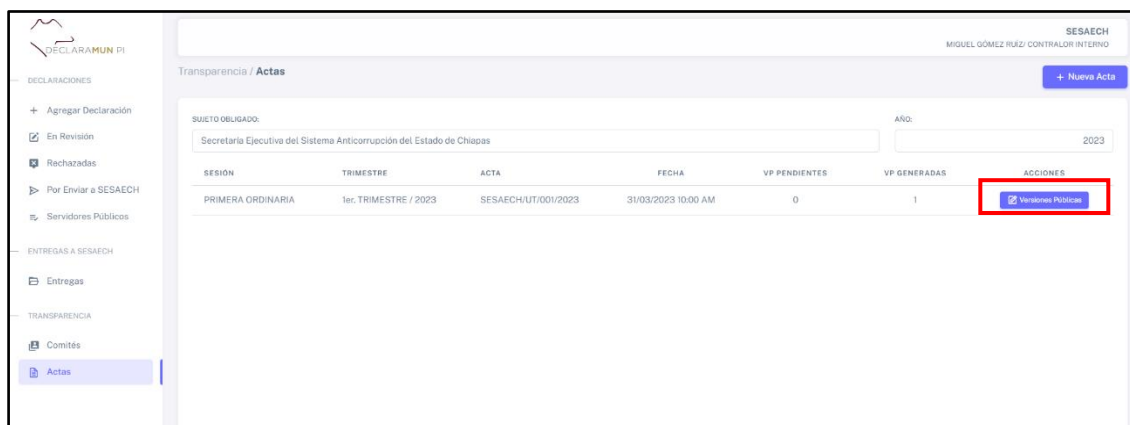 DECLARAMUN PI
SESAECH
MIGUEL GÓMEZ RUÍZ/ CONTRALOR INTERNO
DECLARACIONES
+ Agregar Declaración
En Revisión
Rechazadas
Por Enviar a SESAECH
Servidores Públicos
ENTREGAS A SESAECH
Entregas
TRANSPARENCIA
Comités
Actas
Transparencia / Actas
+ Nueva Acta
SUJETO OBLIGADO: AÑO:
Secretaría Ejecutiva del Sistema Anticorrupción del Estado de Chiapas 2023
SESIÓN TRIMESTRE ACTA FECHA VP PENDIENTES VP GENERADAS ACCIONES
PRIMERA ORDINARIA 1er. TRIMESTRE / 2023 SESAECH/UT/001/2023 31/03/2023 10:00 AM 0 1 Versiones Públicas